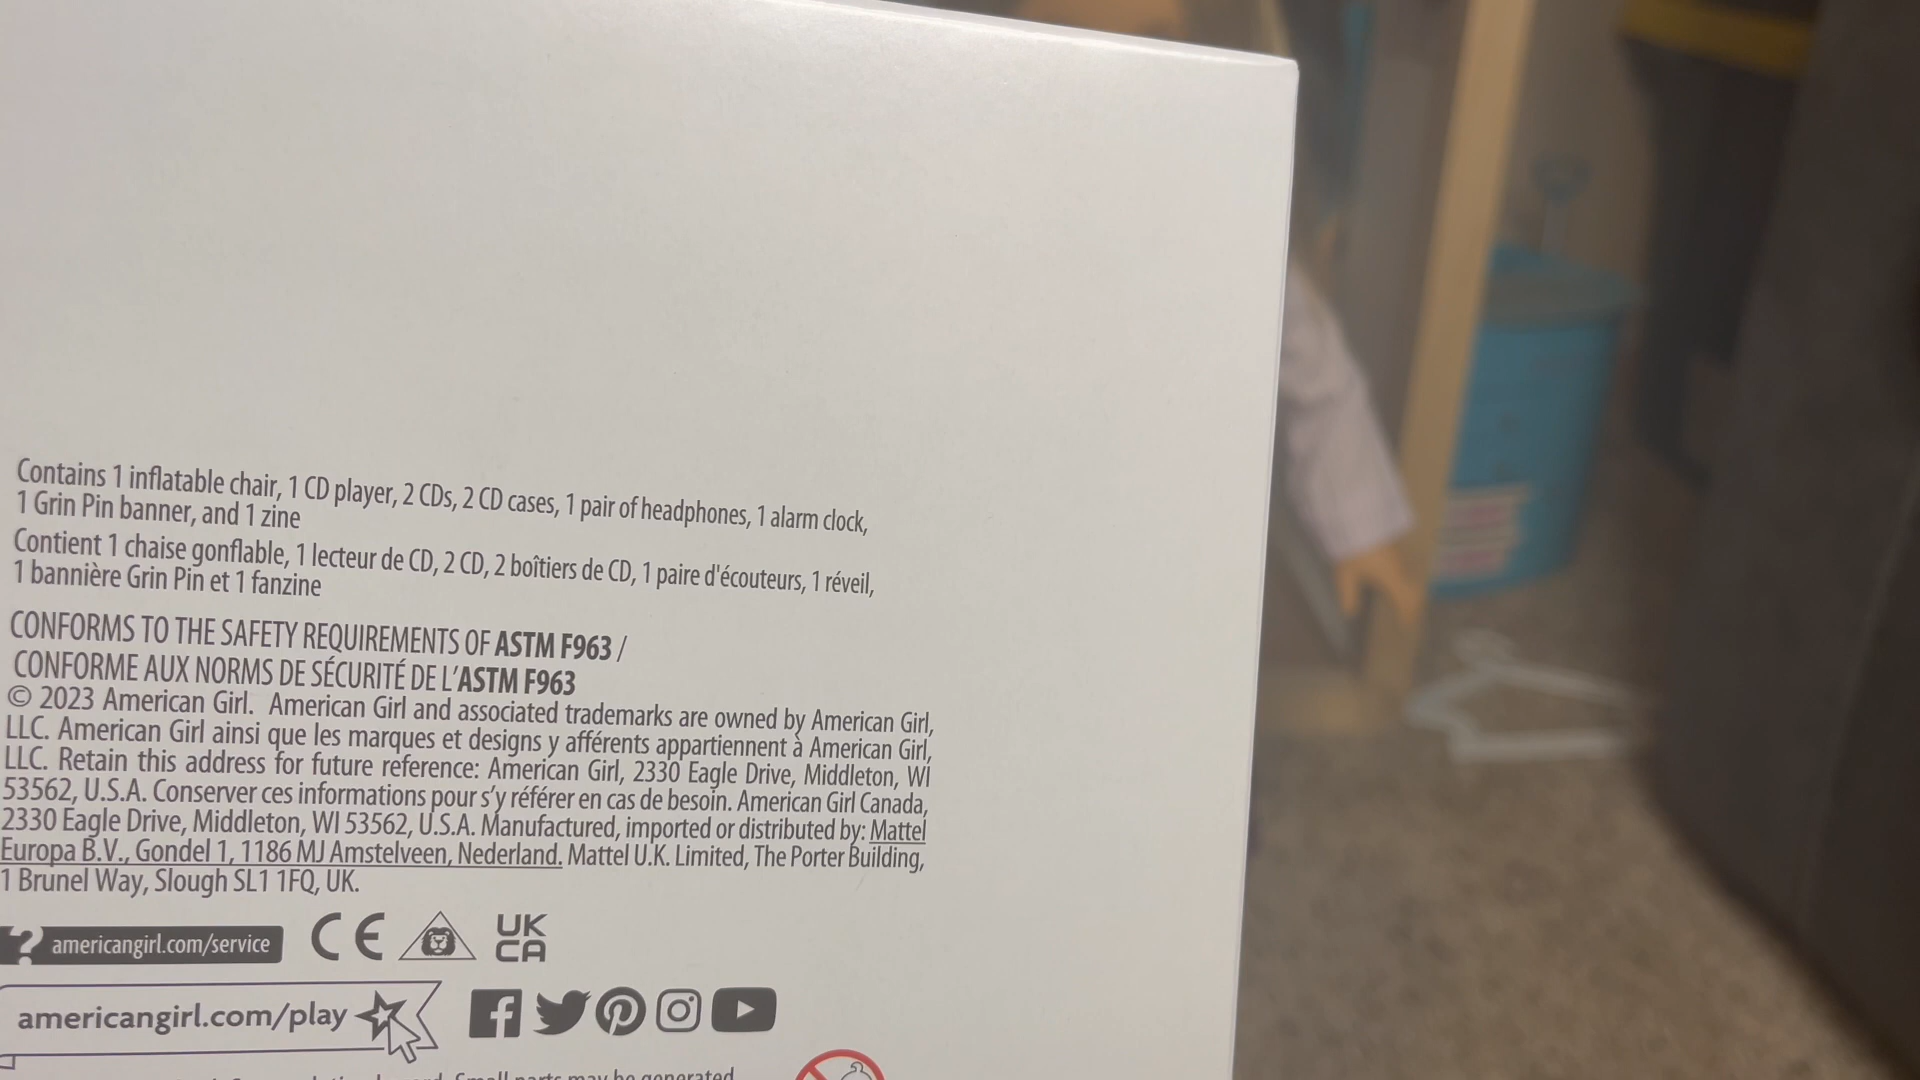 Contains 1 inflatable chair, 1 CD player, 2 CDs, 2 CD cases, 1 pair of headphones, 1 alarm clock,
1 Grin Pin banner, and 1 zine
Contient 1 chaise gonflable, 1 lecteur de CD, 2 CD, 2 boîtiers de CD, 1 paire d'écouteurs, 1 réveil,
1 bannière Grin Pin et 1 fanzine
CONFORMS TO THE SAFETY REQUIREMENTS OF ASTM F963 /
CONFORME AUX NORMS DE SÉCURITÉ DE L'ASTM F963
© 2023 American Girl. American Girl and associated trademarks are owned by American Girl,
LLC. American Girl ainsi que les marques et designs y afférents appartiennent à American Girl,
LLC. Retain this address for future reference: American Girl, 2330 Eagle Drive, Middleton, WI
53562, U.S.A. Conserver ces informations pour s'y référer en cas de besoin. American Girl Canada,
2330 Eagle Drive, Middleton, WI 53562, U.S.A. Manufactured, imported or distributed by: Mattel
Europa B.V., Gondel 1, 1186 MJ Amstelveen, Nederland. Mattel U.K. Limited, The Porter Building,
1 Brunel Way, Slough SL1 1FQ, UK.
? americangirl.com/service
CE
UK
CA
americangirl.com/play
Small parts may be generated